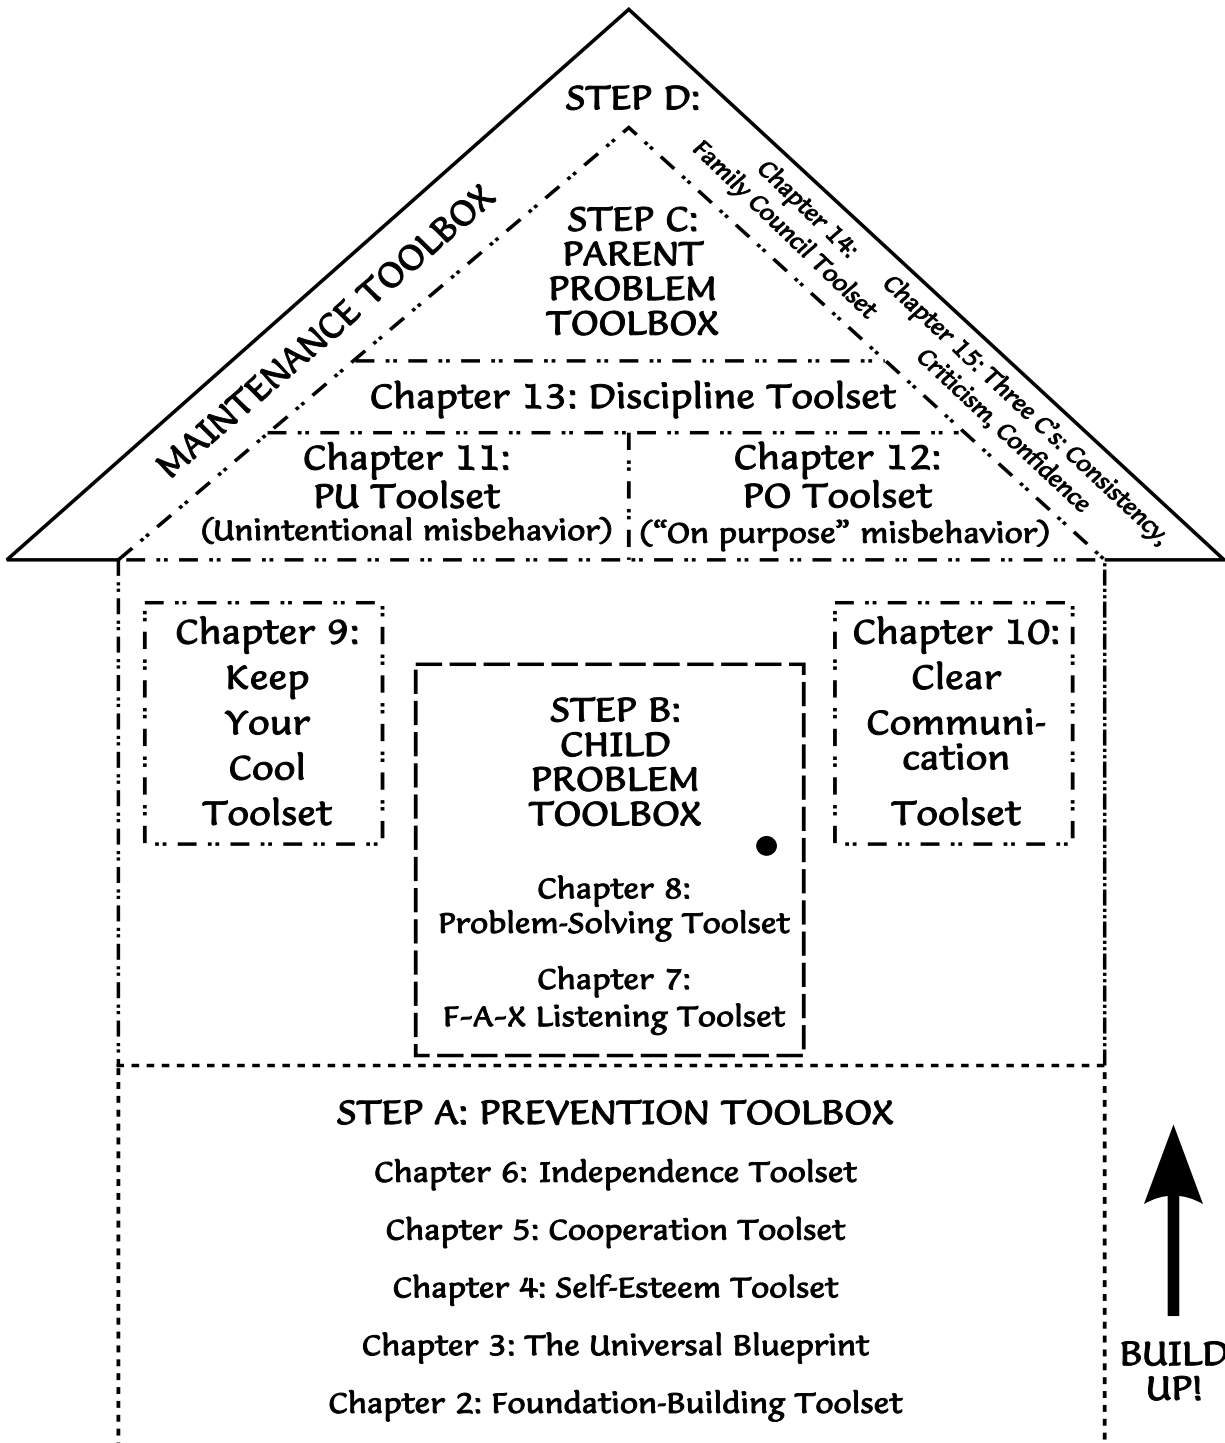 STEP D:
MAINTENANCE TOOLBOX
Chapter 14:
Family Council Toolset
Chapter 15: Three C's: Consistency,
Criticism, Confidence
STEP C:
PARENT
PROBLEM
TOOLBOX
Chapter 13: Discipline Toolset
Chapter 11:
PU Toolset
(Unintentional misbehavior)
Chapter 12:
PO Toolset
(“On purpose” misbehavior)
Chapter 9:
Keep
Your
Cool
Toolset
Chapter 10:
Clear
Communi-
cation
Toolset
STEP B:
CHILD
PROBLEM
TOOLBOX
Chapter 8:
Problem-Solving Toolset
Chapter 7:
F-A-X Listening Toolset
STEP A: PREVENTION TOOLBOX
Chapter 6: Independence Toolset
Chapter 5: Cooperation Toolset
Chapter 4: Self-Esteem Toolset
Chapter 3: The Universal Blueprint
Chapter 2: Foundation-Building Toolset
BUILD
UP!